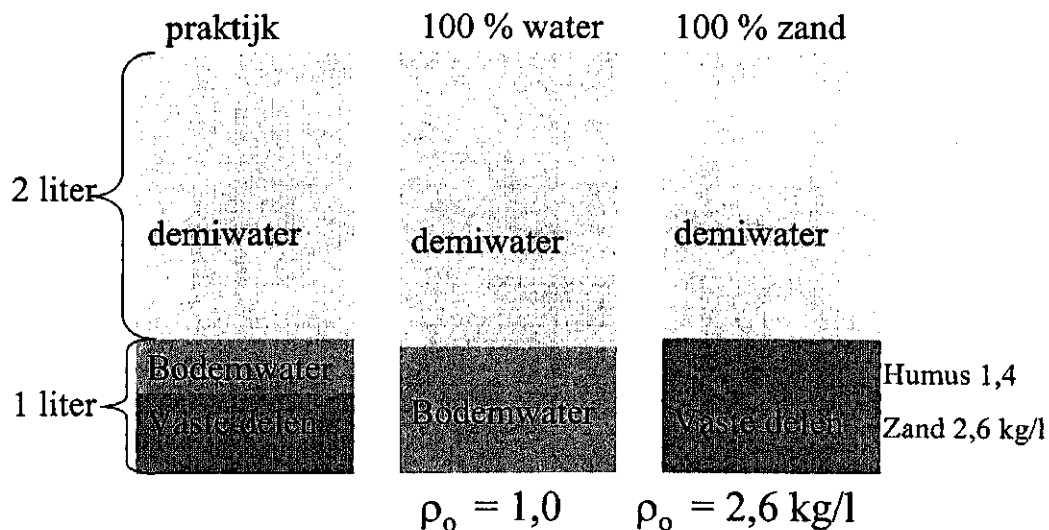 praktijk 100 % water 100 % zand
2 liter
demiwater demiwater demiwater
Bodemwater
Humus 1,4
1 liter
Vaste delen Bodemwater Vaste delen
Zand 2,6 kg/l
ρₒ = 1,0 ρₒ = 2,6 kg/l